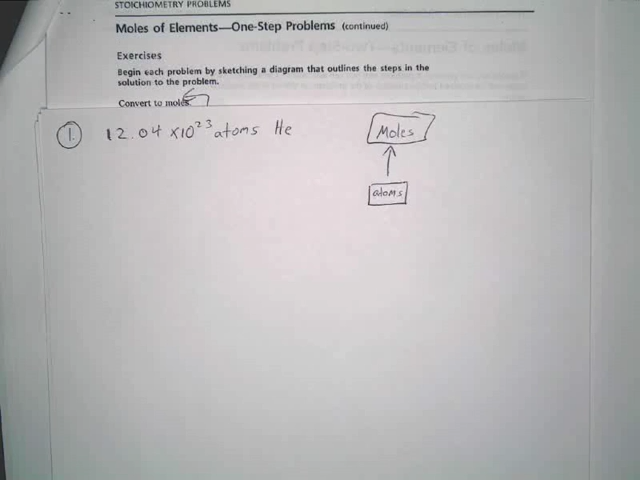 STOICHIOMETRY PROBLEMS
Moles of Elements—One-Step Problems (continued)
Exercises
Begin each problem by sketching a diagram that outlines the steps in the
solution to the problem.
Convert to moles
1. 12.04 x10²³ atoms He
Moles
atoms